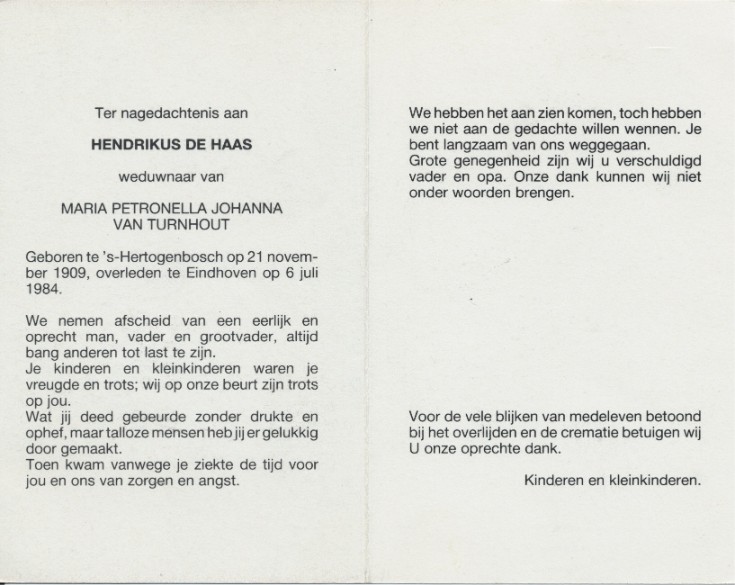 Ter nagedachtenis aan
HENDRIKUS DE HAAS
weduwnaar van
MARIA PETRONELLA JOHANNA
VAN TURNHOUT
Geboren te 's-Hertogenbosch op 21 novem-
ber 1909, overleden te Eindhoven op 6 juli
1984.
We nemen afscheid van een eerlijk en
oprecht man, vader en grootvader, altijd
bang anderen tot last te zijn.
Je kinderen en kleinkinderen waren je
vreugde en trots; wij op onze beurt zijn trots
op jou.
Wat jij deed gebeurde zonder drukte en
ophef, maar talloze mensen heb jij er gelukkig
door gemaakt.
Toen kwam vanwege je ziekte de tijd voor
jou en ons van zorgen en angst.
We hebben het aan zien komen, toch hebben
we niet aan de gedachte willen wennen. Je
bent langzaam van ons weggegaan.
Grote genegenheid zijn wij u verschuldigd
vader en opa. Onze dank kunnen wij niet
onder woorden brengen.
Voor de vele blijken van medeleven betoond
bij het overlijden en de crematie betuigen wij
U onze oprechte dank.
Kinderen en kleinkinderen.